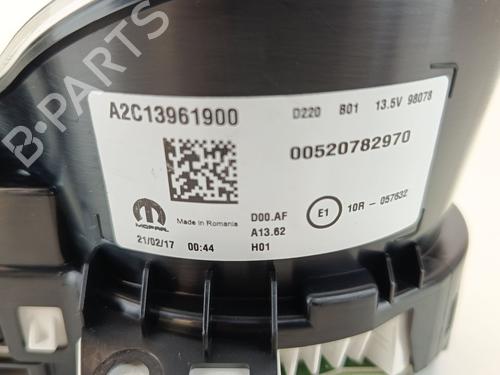 A2C13961900 D220 B01 13.5V 98078
00520782970
MOPAR Made in Romania D00.AF E1 10R - 057632
A13.62
21/02/17 00:44 H01
B-PARTS